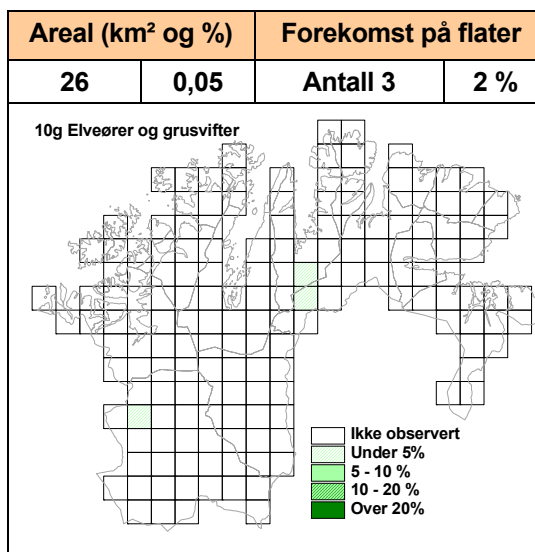 Areal (km² og %) Forekomst på flater
26 0,05 Antall 3 2 %
10g Elveører og grusvifter
Ikke observert
Under 5%
5 - 10 %
10 - 20 %
Over 20%